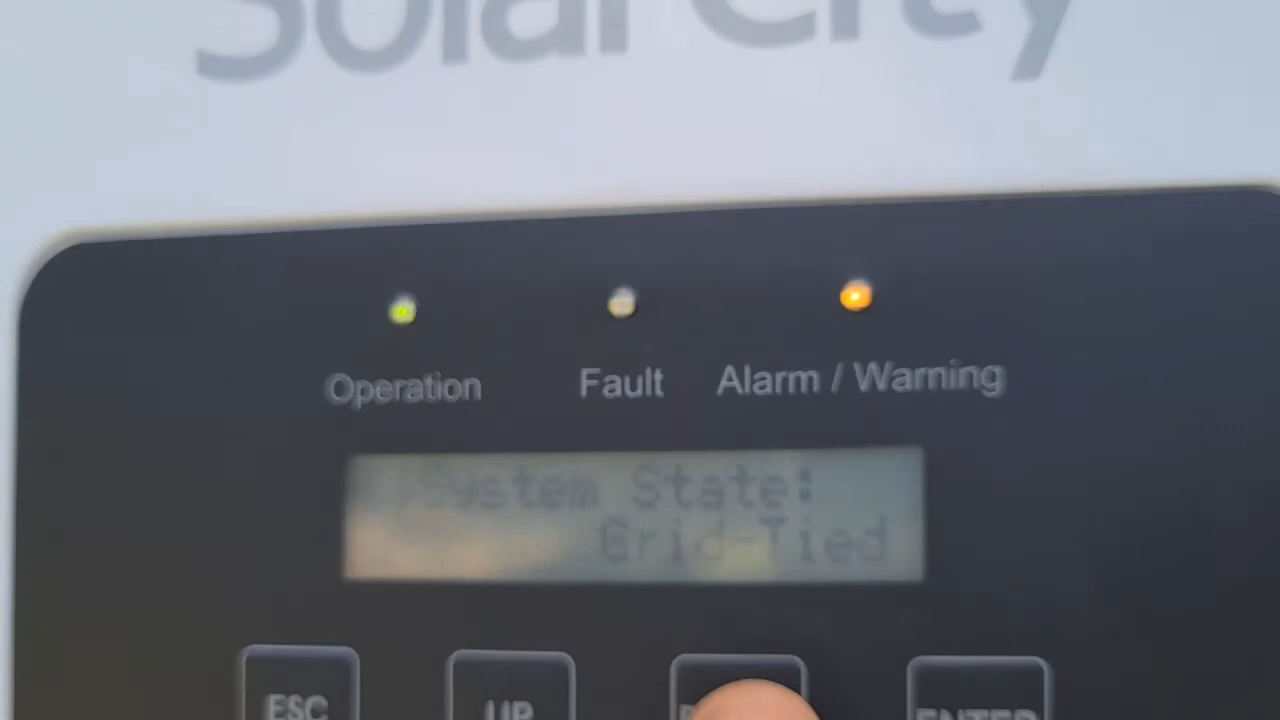 SolarCity
Operation Fault Alarm / Warning
System State:
Grid-Tied
ESC UP ENTER